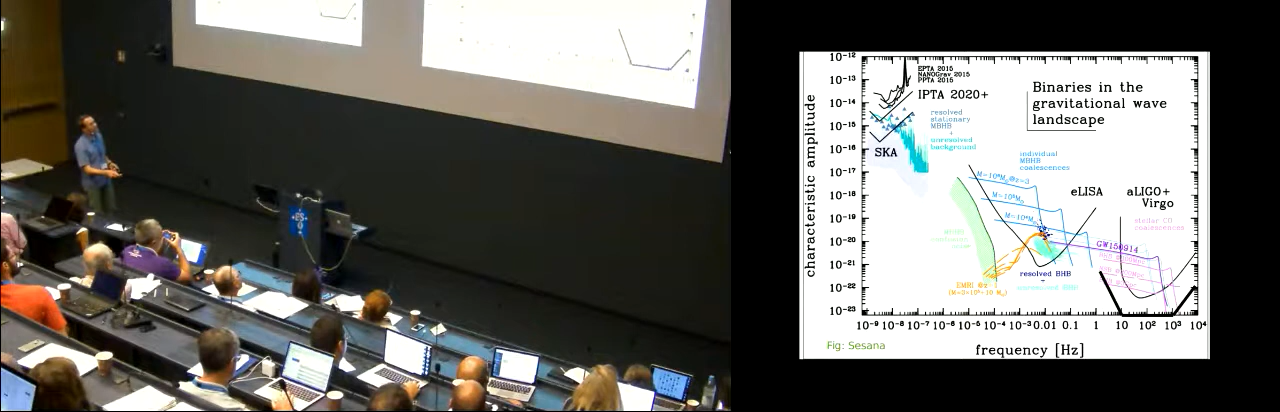 EPTA 2015
NANOGrav 2015
PPTA 2015
IPTA 2020+
Binaries in the
gravitational wave
landscape
resolved
stationary
MBHB
+
unresolved
background
SKA
individual
MBHB
coalescences
eLISA
aLIGO+
Virgo
stellar CO
coalescences
GW150914
resolved BHB
EMRI
characteristic amplitude
10⁻¹²
10⁻¹³
10⁻¹⁴
10⁻¹⁵
10⁻¹⁶
10⁻¹⁷
10⁻¹⁸
10⁻¹⁹
10⁻²⁰
10⁻²¹
10⁻²²
10⁻²³
10⁻⁹ 10⁻⁸ 10⁻⁷ 10⁻⁶ 10⁻⁵ 10⁻⁴ 10⁻³ 0.01 0.1 1 10 100 10³ 10⁴
frequency [Hz]
Fig: Sesana